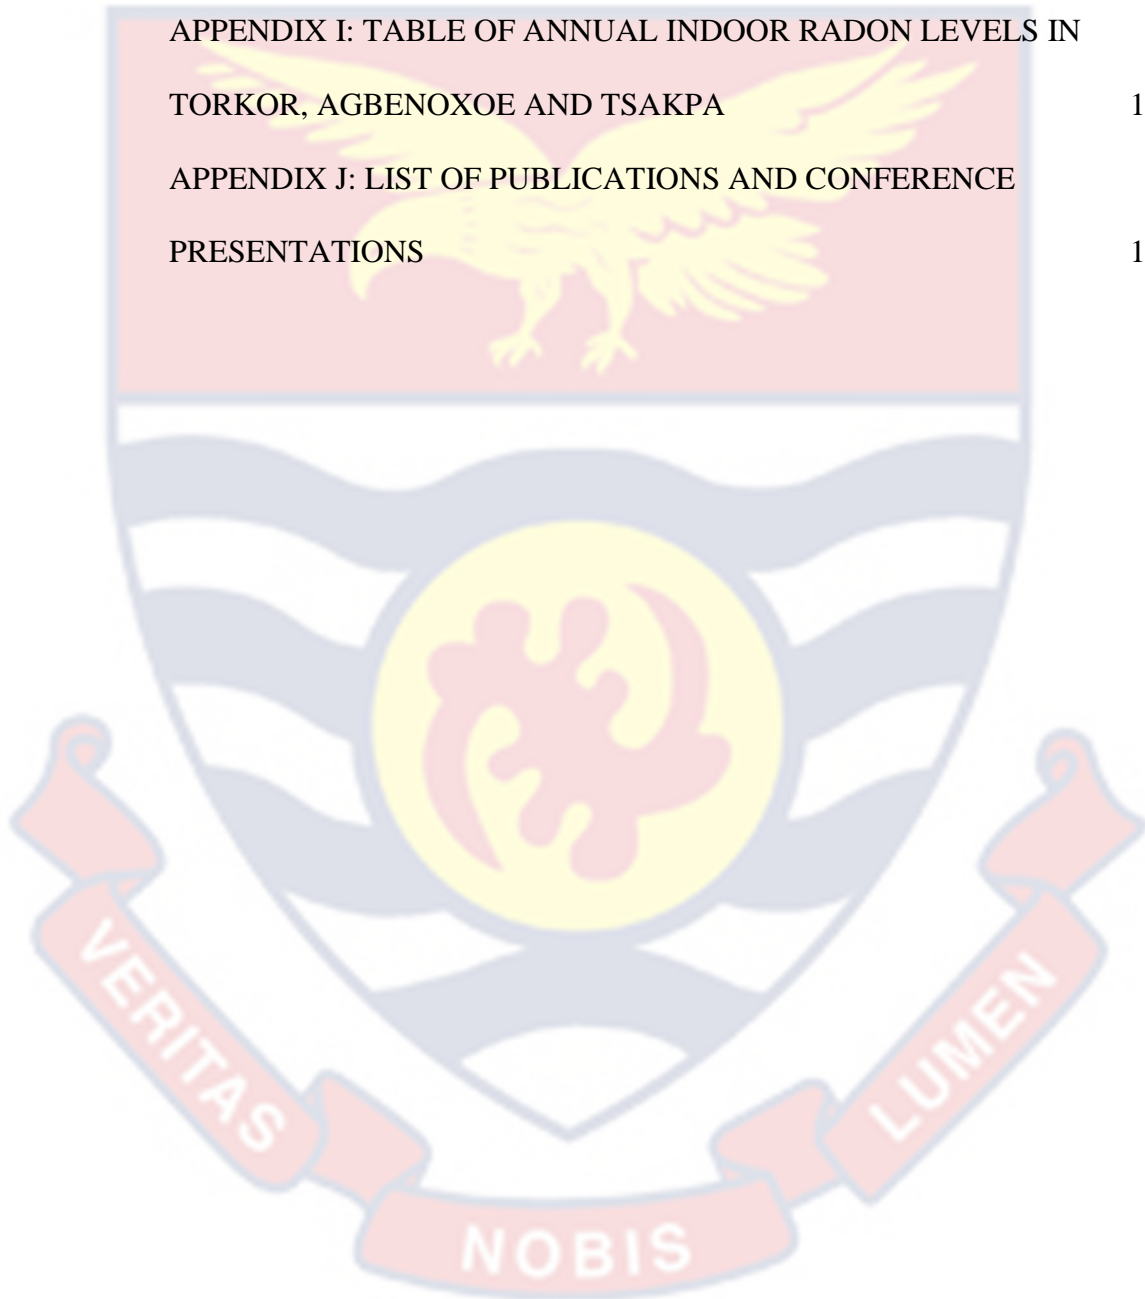 APPENDIX I: TABLE OF ANNUAL INDOOR RADON LEVELS IN
TORKOR, AGBENOXOE AND TSAKPA 1
APPENDIX J: LIST OF PUBLICATIONS AND CONFERENCE
PRESENTATIONS 1
VERITAS
NOBIS
LUMEN